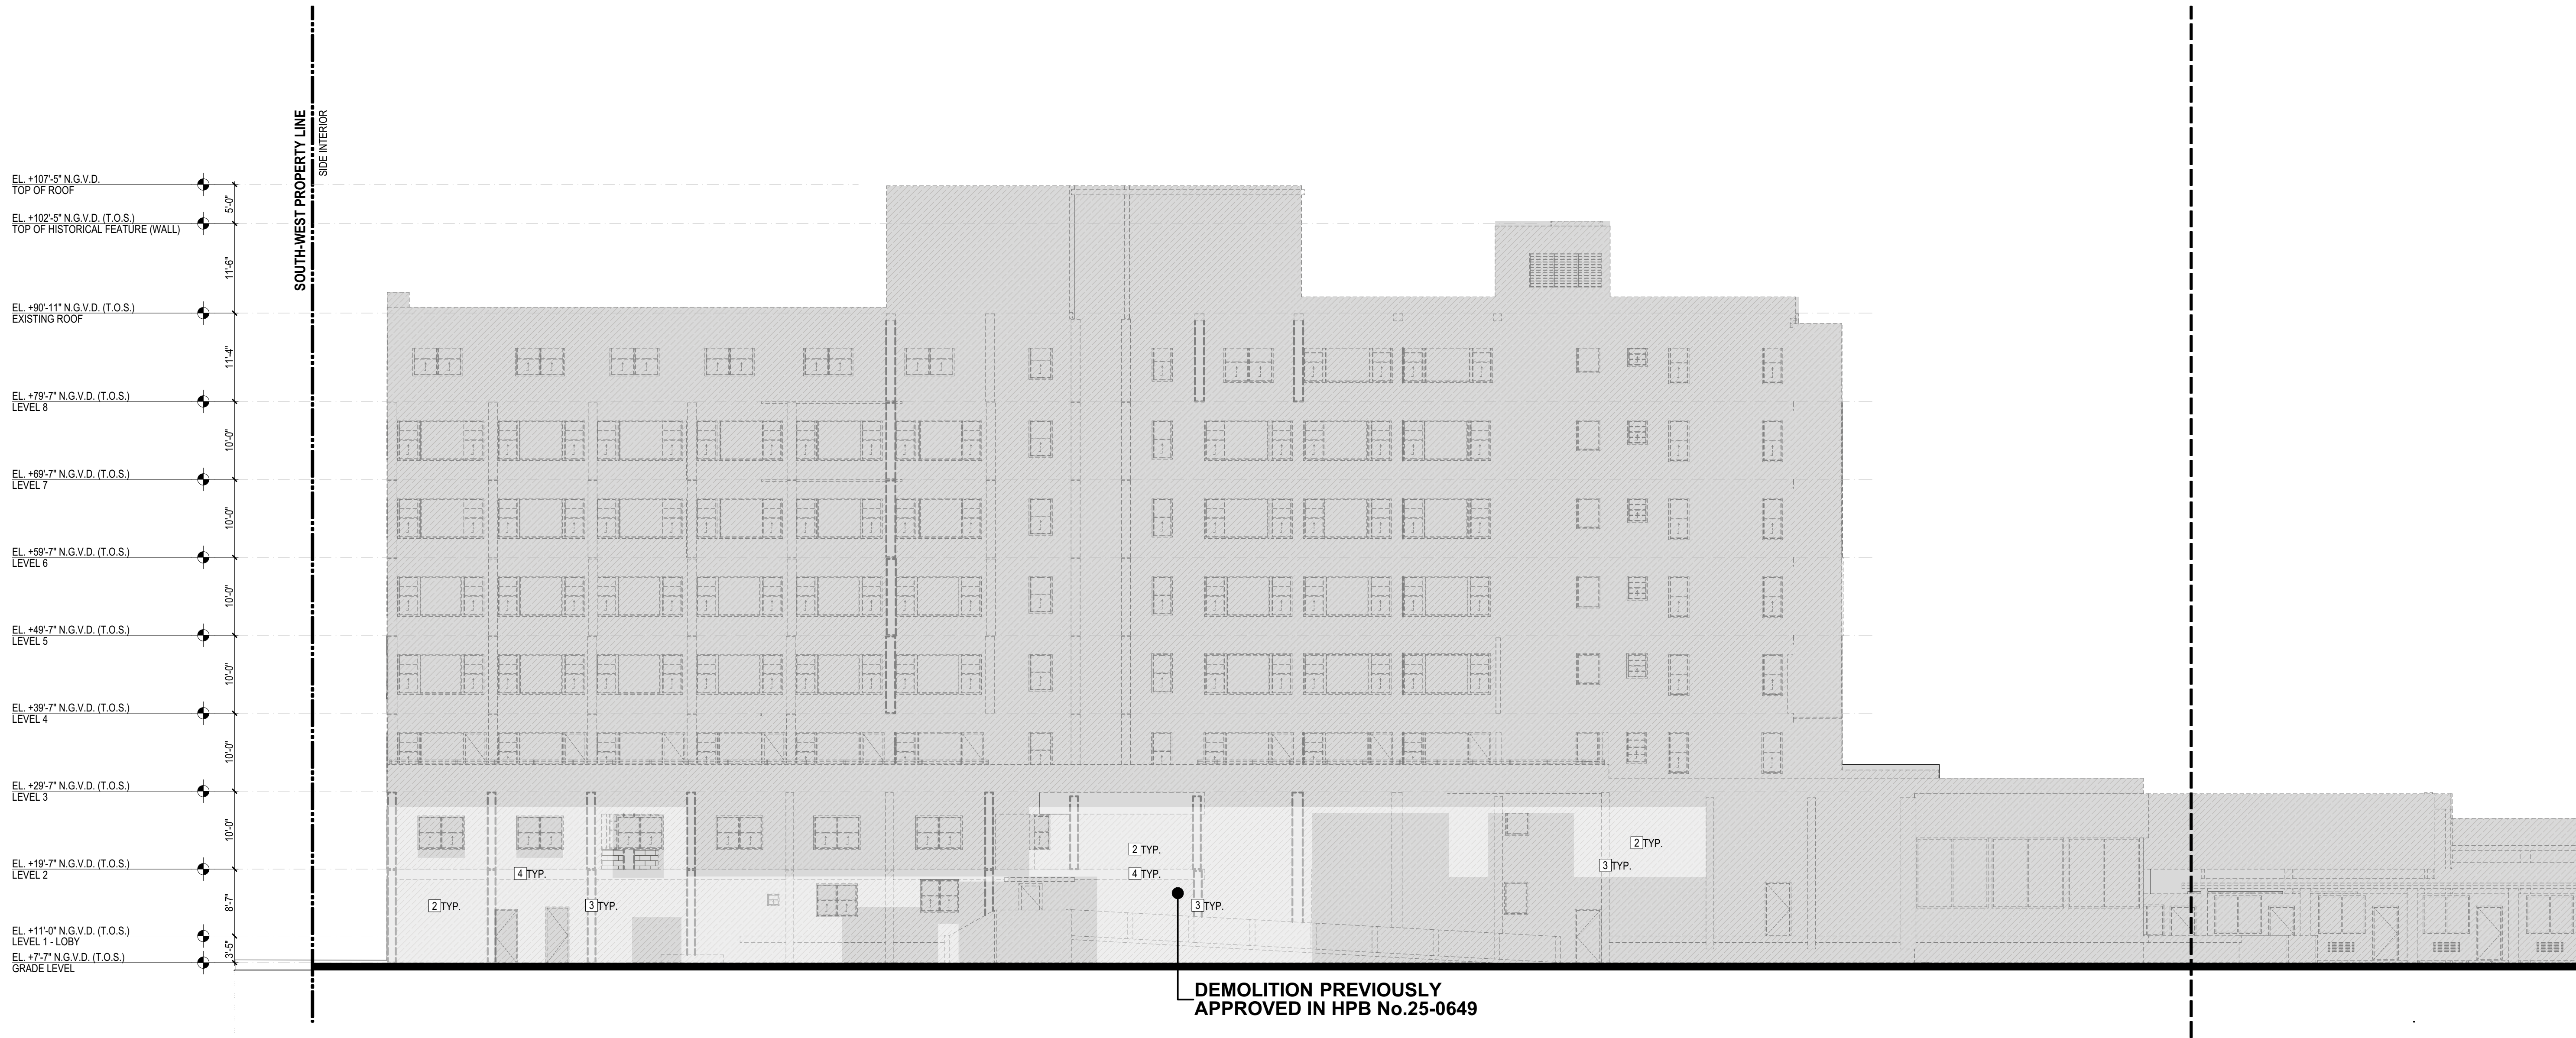 SOUTH-WEST PROPERTY LINE
SIDE INTERIOR
EL. +107'-5" N.G.V.D.
TOP OF ROOF
5'-0"
EL. +102'-5" N.G.V.D. (T.O.S.)
TOP OF HISTORICAL FEATURE (WALL)
11'-6"
EL. +90'-11" N.G.V.D. (T.O.S.)
EXISTING ROOF
11'-4"
EL. +79'-7" N.G.V.D. (T.O.S.)
LEVEL 8
10'-0"
EL. +69'-7" N.G.V.D. (T.O.S.)
LEVEL 7
10'-0"
EL. +59'-7" N.G.V.D. (T.O.S.)
LEVEL 6
10'-0"
EL. +49'-7" N.G.V.D. (T.O.S.)
LEVEL 5
10'-0"
EL. +39'-7" N.G.V.D. (T.O.S.)
LEVEL 4
10'-0"
EL. +29'-7" N.G.V.D. (T.O.S.)
LEVEL 3
10'-0"
EL. +19'-7" N.G.V.D. (T.O.S.)
LEVEL 2
8'-7"
EL. +11'-0" N.G.V.D. (T.O.S.)
LEVEL 1 - LOBY
3'-5"
EL. +7'-7" N.G.V.D. (T.O.S.)
GRADE LEVEL
2 TYP.
2 TYP.
3 TYP.
4 TYP.
4 TYP.
2 TYP.
3 TYP.
3 TYP.
DEMOLITION PREVIOUSLY
APPROVED IN HPB No.25-0649